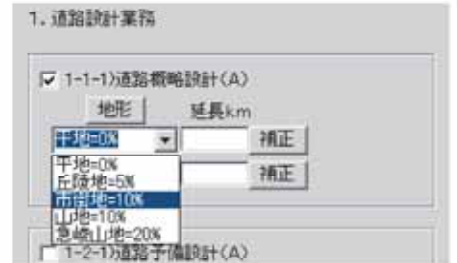 1. 道路設計業務
1-1-1)道路概略設計(A)
地形 延長km
平地=0% 補正
平地=0% 補正
丘陵地=5%
市街地=10%
山地=10%
急峻山地=20%
1-2-1)道路予備設計(A)